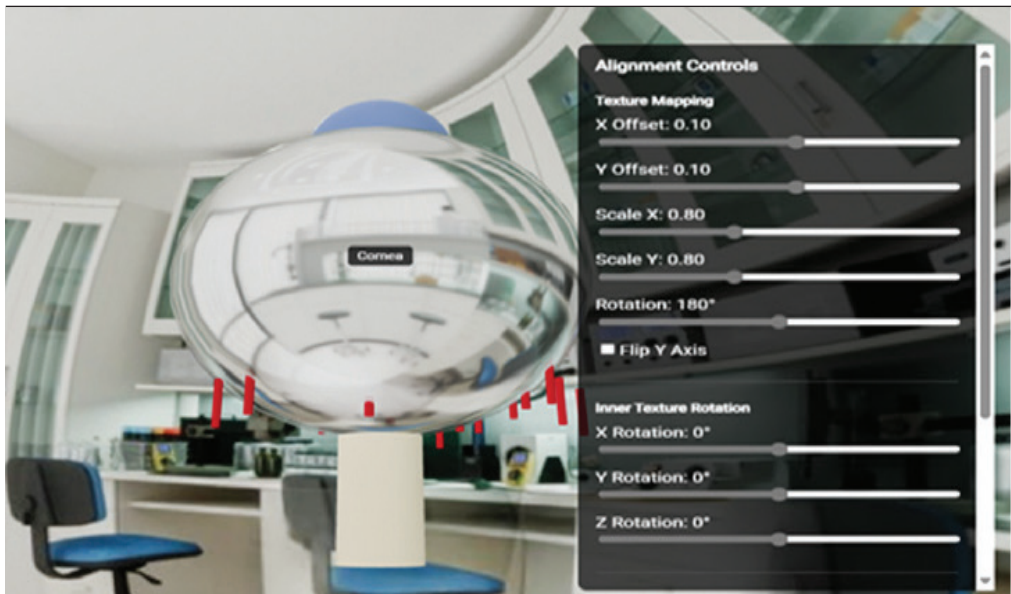 Alignment Controls
Texture Mapping
X Offset: 0.10
Y Offset: 0.10
Scale X: 0.80
Scale Y: 0.80
Rotation: 180°
Flip Y Axis
Inner Texture Rotation
X Rotation: 0°
Y Rotation: 0°
Z Rotation: 0°
Cornea